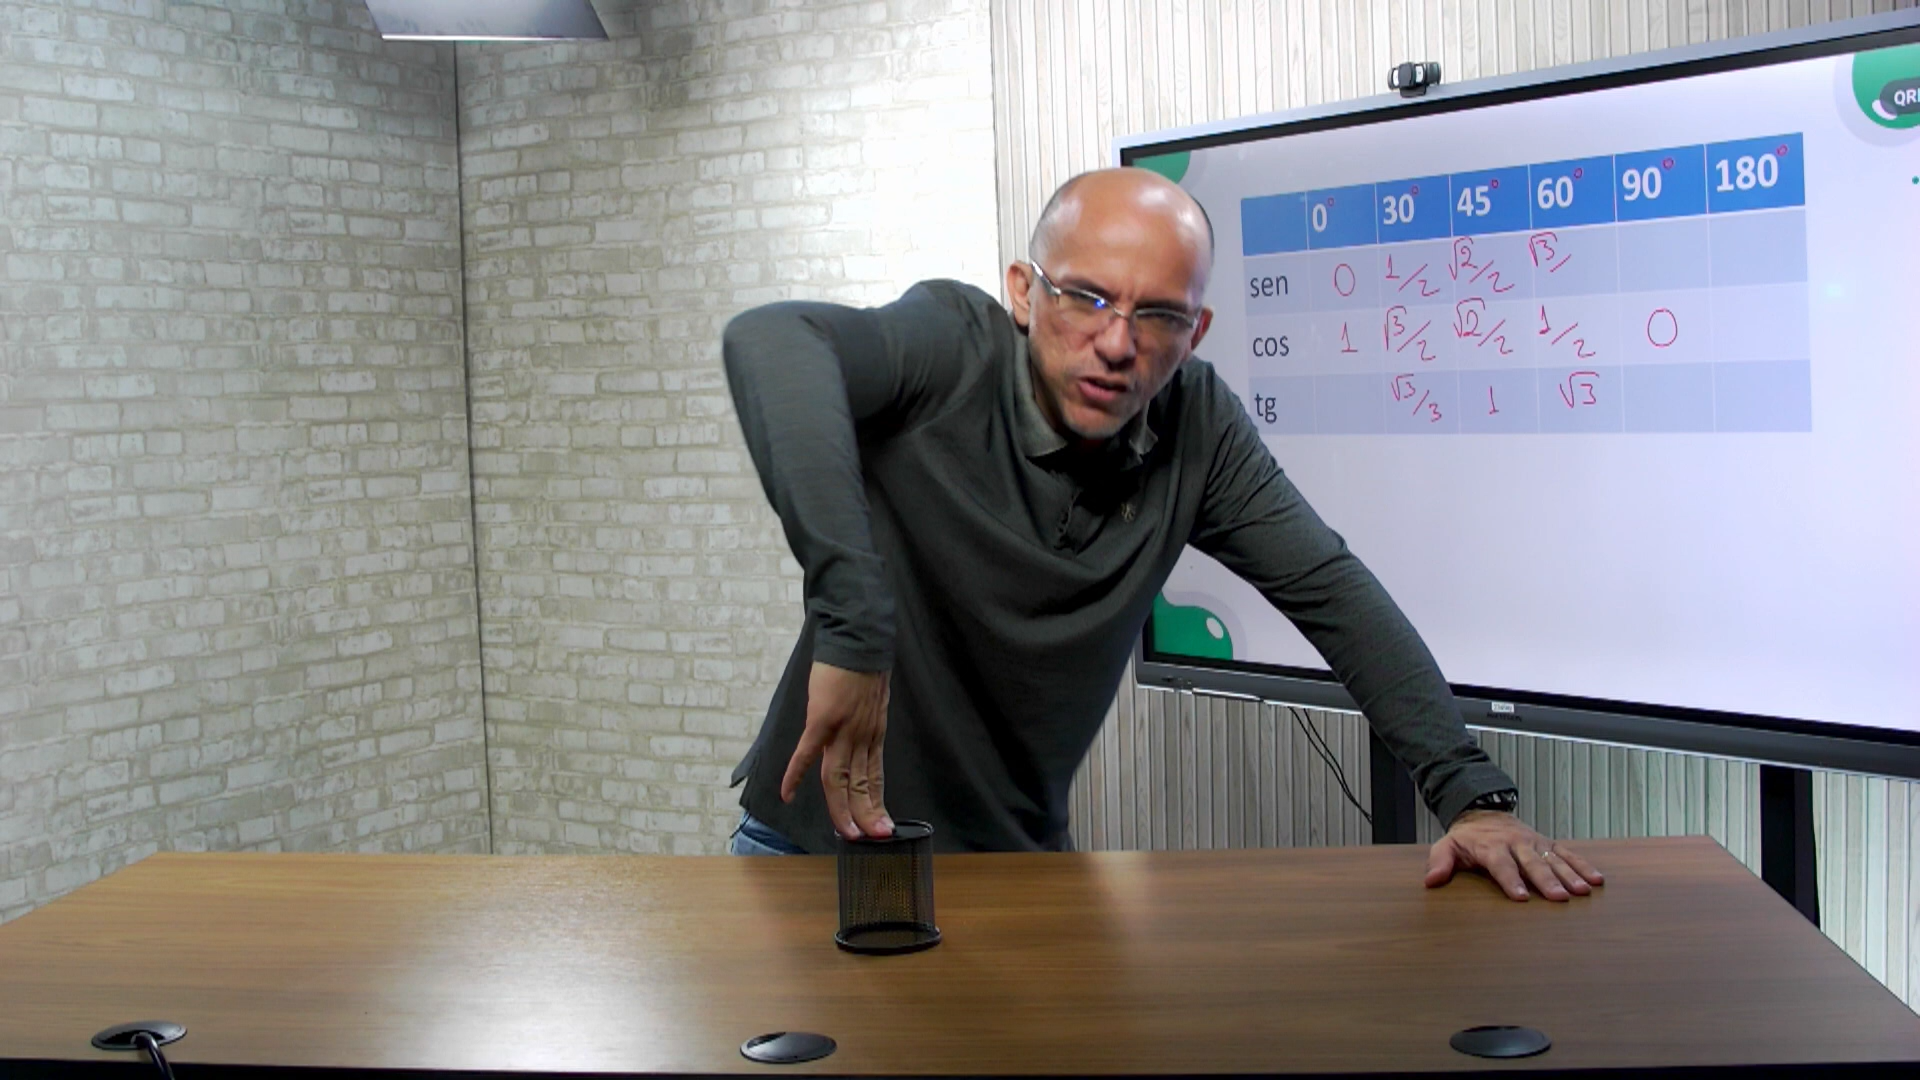 QRI
0° 30° 45° 60° 90° 180°
sen 0 1/2 √2/2 √3/
cos 1 √3/2 √2/2 1/2 0
tg √3/3 1 √3